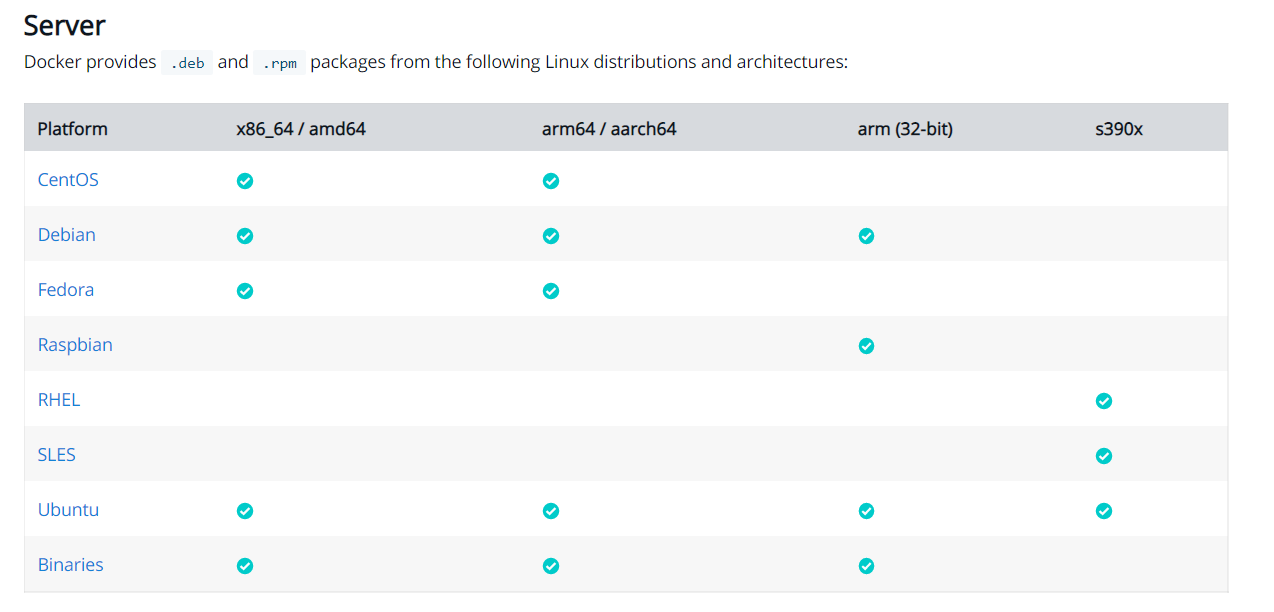 Server
Docker provides .deb and .rpm packages from the following Linux distributions and architectures:
Platform x86_64 / amd64 arm64 / aarch64 arm (32-bit) s390x
CentOS
Debian
Fedora
Raspbian
RHEL
SLES
Ubuntu
Binaries